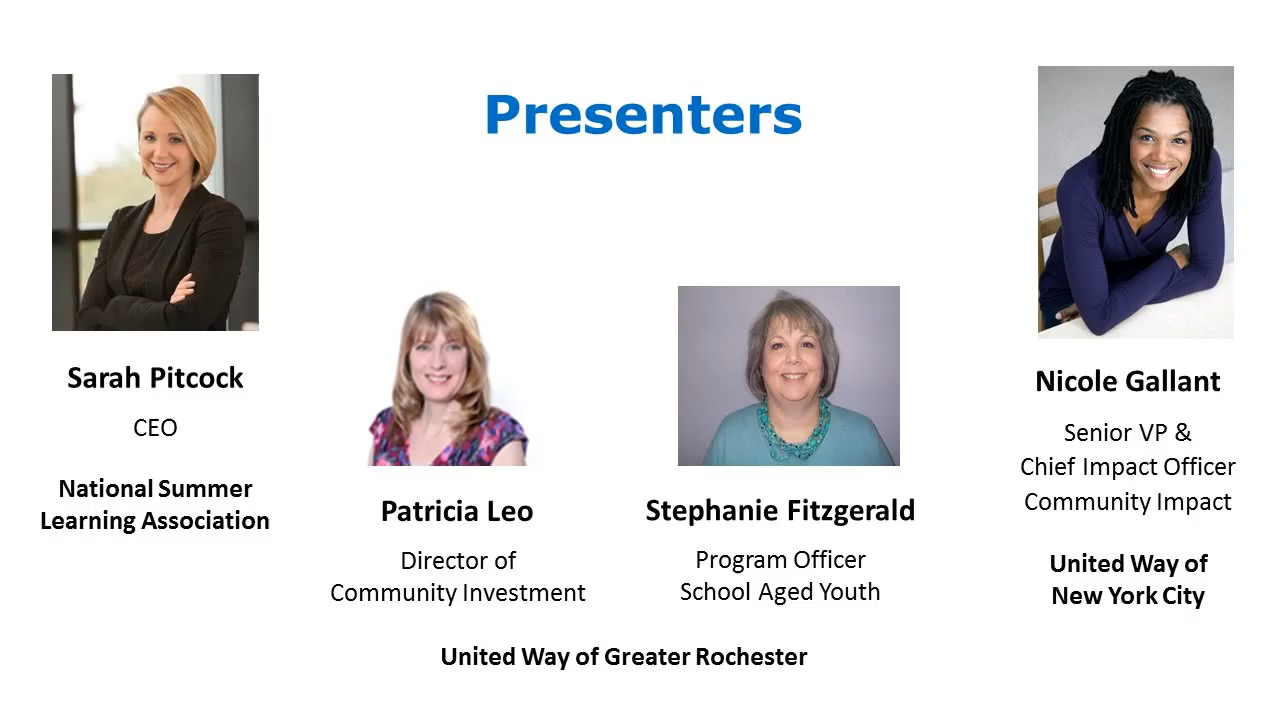 Presenters
Sarah Pitcock
CEO
National Summer
Learning Association
Patricia Leo
Director of
Community Investment
Stephanie Fitzgerald
Program Officer
School Aged Youth
United Way of Greater Rochester
Nicole Gallant
Senior VP &
Chief Impact Officer
Community Impact
United Way of
New York City